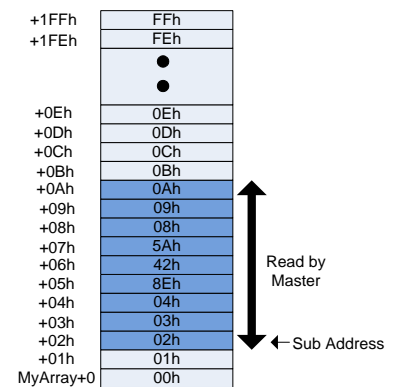 +1FFh FFh
+1FEh FEh
+0Eh 0Eh
+0Dh 0Dh
+0Ch 0Ch
+0Bh 0Bh
+0Ah 0Ah
+09h 09h
+08h 08h
+07h 5Ah
+06h 42h
+05h 8Eh
+04h 04h
+03h 03h
+02h 02h
+01h 01h
MyArray+0 00h
Read by
Master
Sub Address